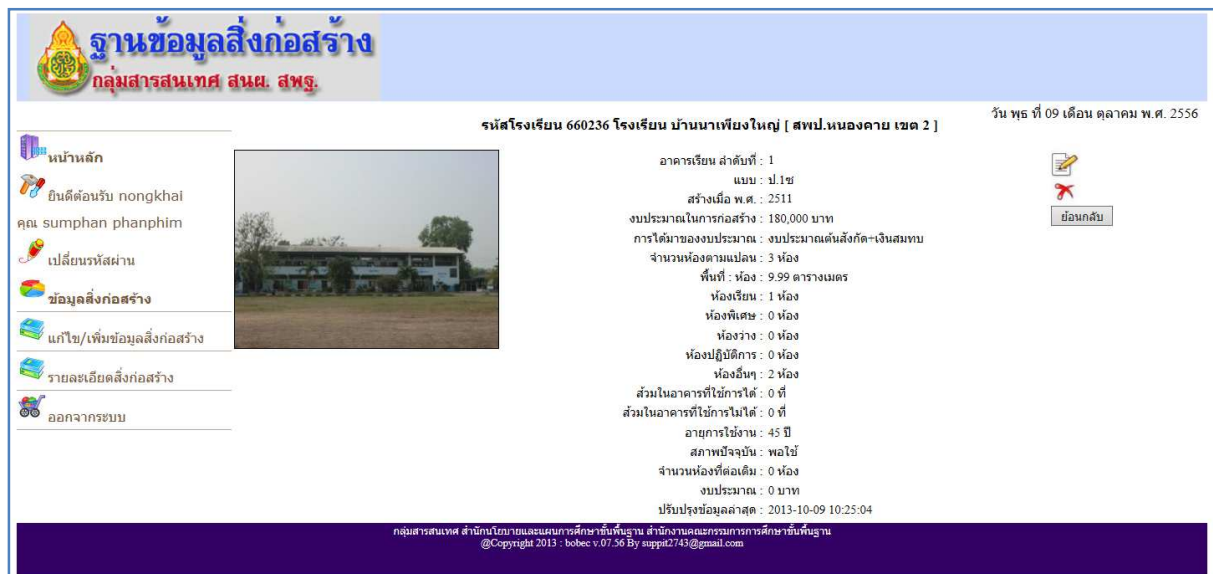 ฐานข้อมูลสิ่งก่อสร้าง
กลุ่มสารสนเทศ สนผ. สพฐ.
วัน พุธ ที่ 09 เดือน ตุลาคม พ.ศ. 2556
รหัสโรงเรียน 660236 โรงเรียน บ้านนาเพียงใหญ่ [ สพป.หนองคาย เขต 2 ]
หน้าหลัก
ยินดีต้อนรับ nongkhai
คุณ sumphan phanphim
เปลี่ยนรหัสผ่าน
ข้อมูลสิ่งก่อสร้าง
แก้ไข/เพิ่มข้อมูลสิ่งก่อสร้าง
รายละเอียดสิ่งก่อสร้าง
ออกจากระบบ
อาคารเรียน ลำดับที่ : 1
แบบ : ป.1ซ
สร้างเมื่อ พ.ศ. : 2511
งบประมาณในการก่อสร้าง : 180,000 บาท
การได้มาของงบประมาณ : งบประมาณต้นสังกัด+เงินสมทบ
จำนวนห้องตามแปลน : 3 ห้อง
พื้นที่ : ห้อง : 9.99 ตารางเมตร
ห้องเรียน : 1 ห้อง
ห้องพิเศษ : 0 ห้อง
ห้องว่าง : 0 ห้อง
ห้องปฏิบัติการ : 0 ห้อง
ห้องอื่นๆ : 2 ห้อง
ส้วมในอาคารที่ใช้การได้ : 0 ที่
ส้วมในอาคารที่ใช้การไม่ได้ : 0 ที่
อายุการใช้งาน : 45 ปี
สภาพปัจจุบัน : พอใช้
จำนวนห้องที่ต่อเติม : 0 ห้อง
งบประมาณ : 0 บาท
ปรับปรุงข้อมูลล่าสุด : 2013-10-09 10:25:04
ย้อนกลับ
กลุ่มสารสนเทศ สำนักนโยบายและแผนการศึกษาขั้นพื้นฐาน สำนักงานคณะกรรมการการศึกษาขั้นพื้นฐาน
@Copyright 2013 : bobec v.07.56 By suppit2743@gmail.com